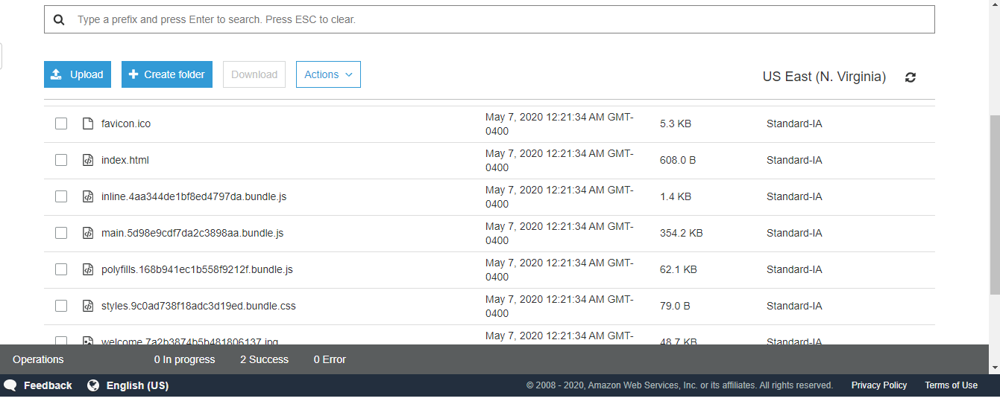 Type a prefix and press Enter to search. Press ESC to clear.
Upload Create folder Download Actions US East (N. Virginia)
favicon.ico May 7, 2020 12:21:34 AM GMT-0400 5.3 KB Standard-IA
index.html May 7, 2020 12:21:34 AM GMT-0400 608.0 B Standard-IA
inline.4aa344de1bf8ed4797da.bundle.js May 7, 2020 12:21:34 AM GMT-0400 1.4 KB Standard-IA
main.5d98e9cdf7da2c3898aa.bundle.js May 7, 2020 12:21:34 AM GMT-0400 354.2 KB Standard-IA
polyfills.168b941ec1b558f9212f.bundle.js May 7, 2020 12:21:34 AM GMT-0400 62.1 KB Standard-IA
styles.9c0ad738f18adc3d19ed.bundle.css May 7, 2020 12:21:34 AM GMT-0400 79.0 B Standard-IA
welcome.7a2b3874b5b481806137.jpg May 7, 2020 12:21:34 AM GMT- 48.7 KB Standard-IA
Operations 0 In progress 2 Success 0 Error
Feedback English (US) © 2008 - 2020, Amazon Web Services, Inc. or its affiliates. All rights reserved. Privacy Policy Terms of Use